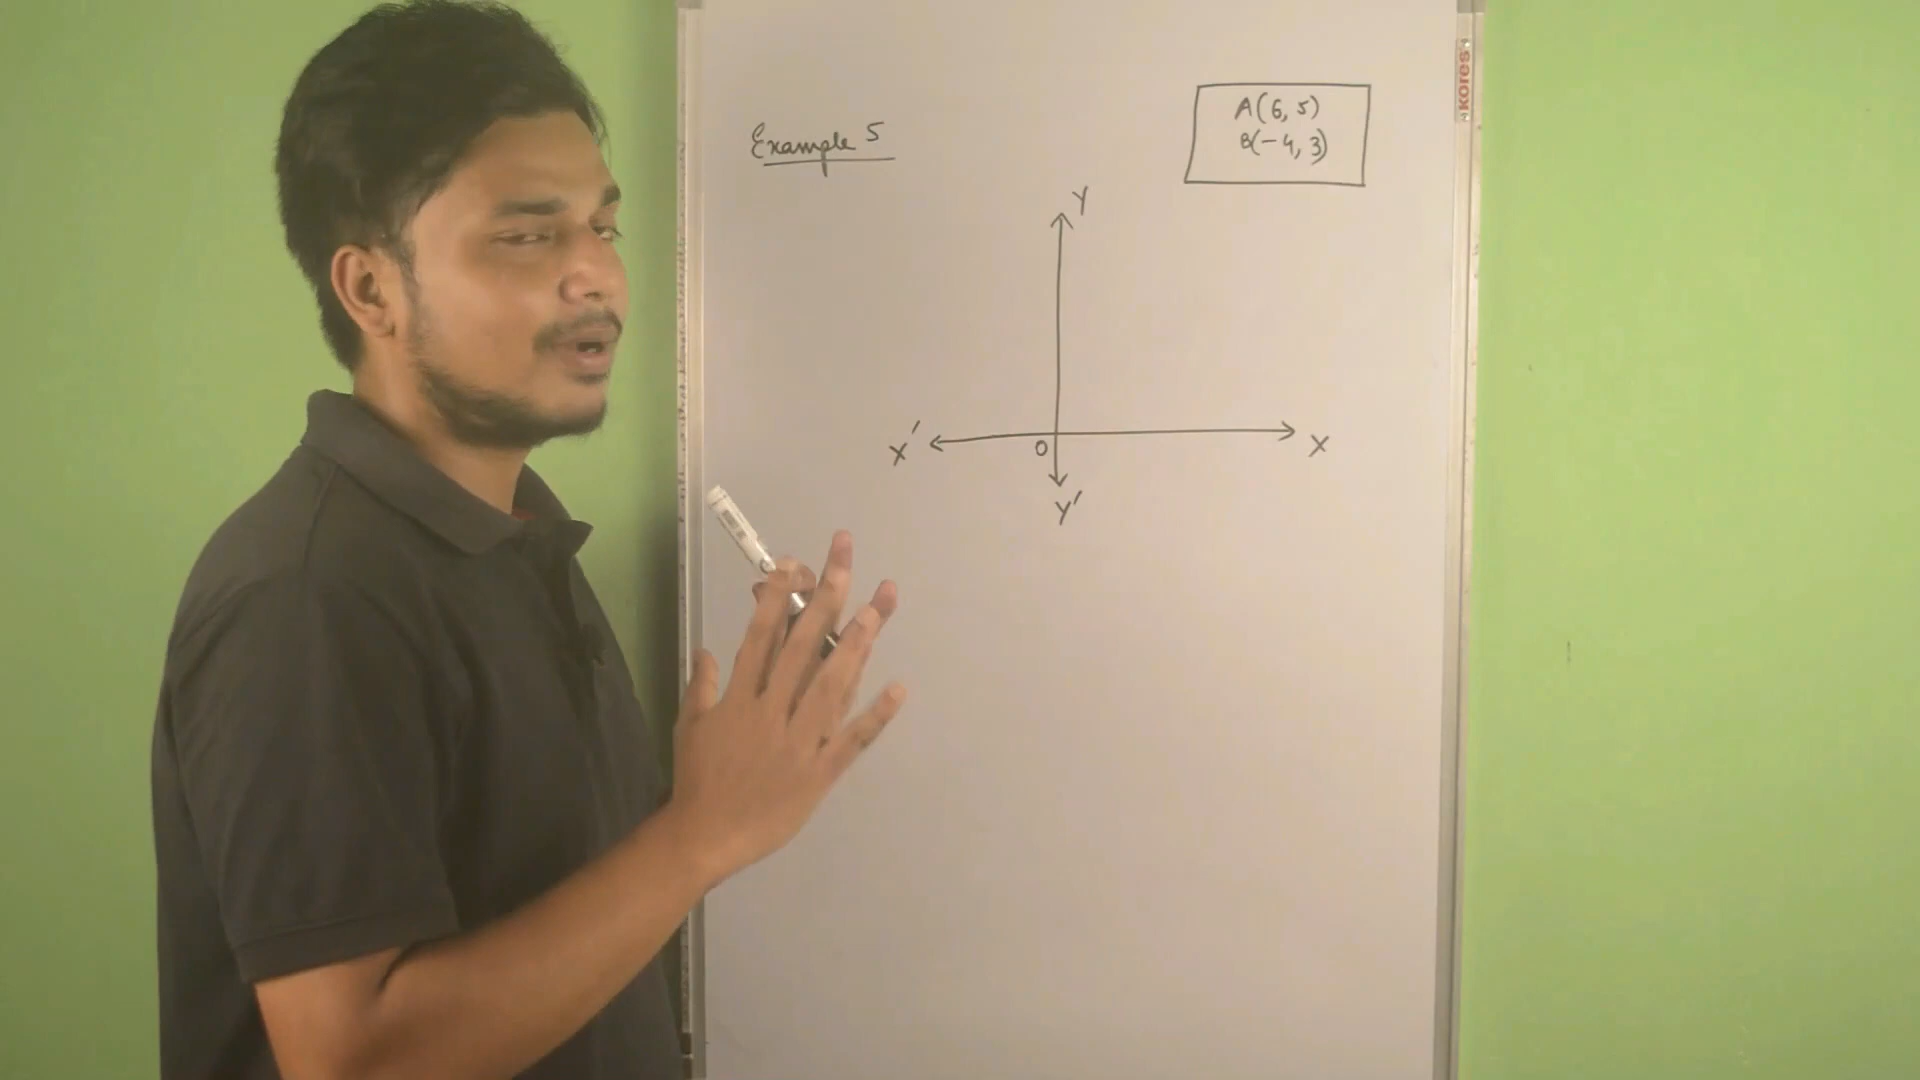 Example 5
A(6, 5)
B(-4, 3)
Y
X'
O
X
Y'
kores